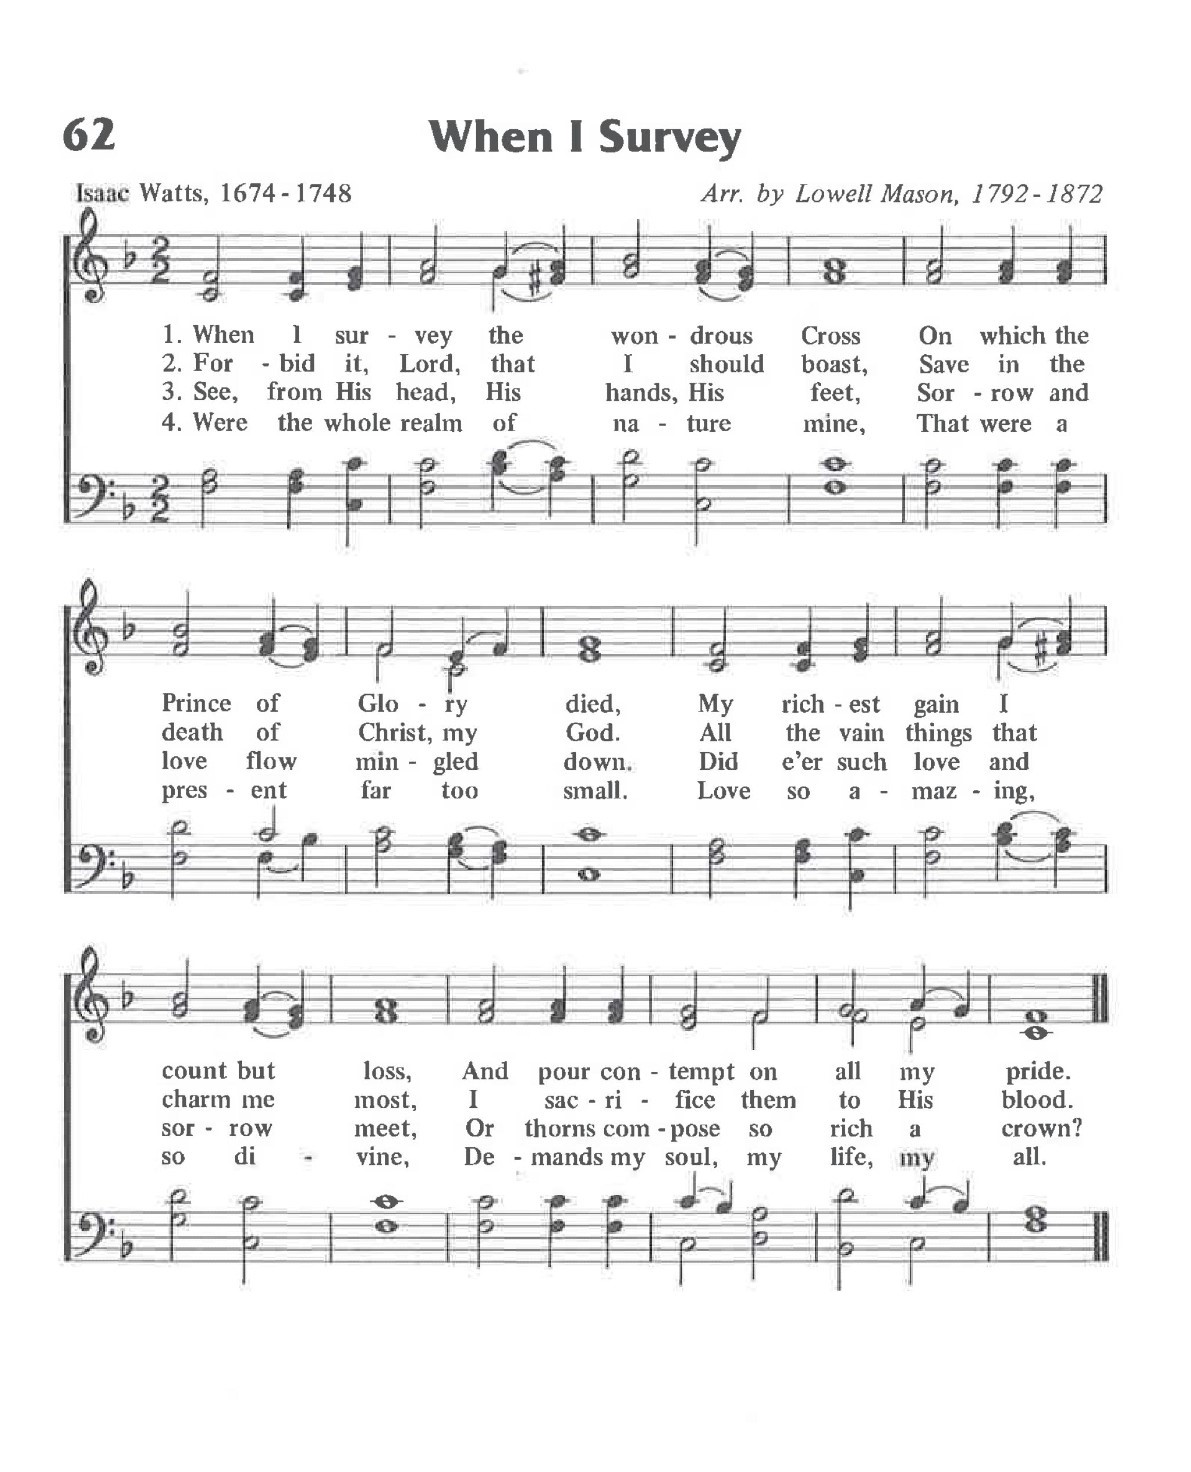 62 When I Survey
Isaac Watts, 1674-1748 Arr. by Lowell Mason, 1792-1872
1. When I sur - vey the won - drous Cross On which the
2. For - bid it, Lord, that I should boast, Save in the
3. See, from His head, His hands, His feet, Sor - row and
4. Were the whole realm of na - ture mine, That were a
Prince of Glo - ry died, My rich - est gain I
death of Christ, my God. All the vain things that
love flow min - gled down. Did e'er such love and
pres - ent far too small. Love so a - maz - ing,
count but loss, And pour con - tempt on all my pride.
charm me most, I sac - ri - fice them to His blood.
sor - row meet, Or thorns com - pose so rich a crown?
so di - vine, De - mands my soul, my life, my all.